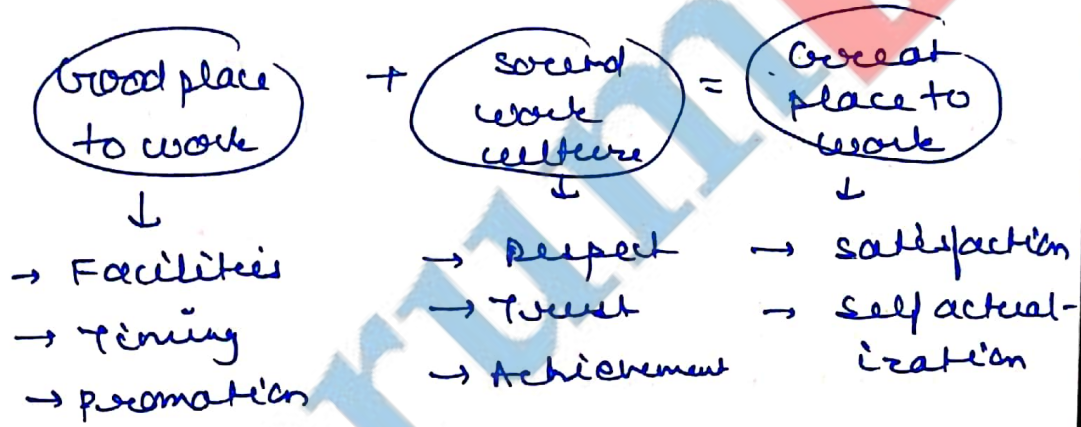 Good place
to work
+
sound
work
culture
=
Great
place to
work
↓
↓
↓
→ Facilities
→ Timing
→ promotion
→ Respect
→ Trust
→ Achievement
→ satisfaction
→ self actual-
ization
rum